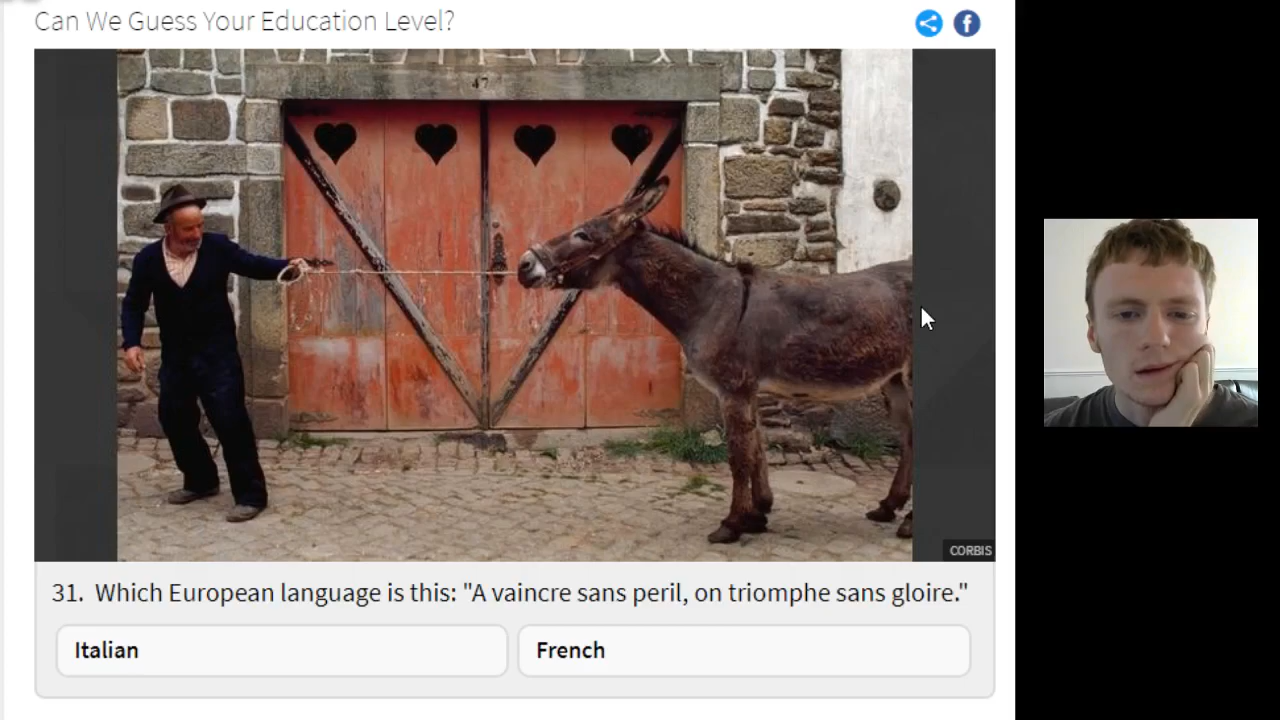 Can We Guess Your Education Level?
47
CORBIS
31. Which European language is this: "A vaincre sans peril, on triomphe sans gloire."
Italian
French